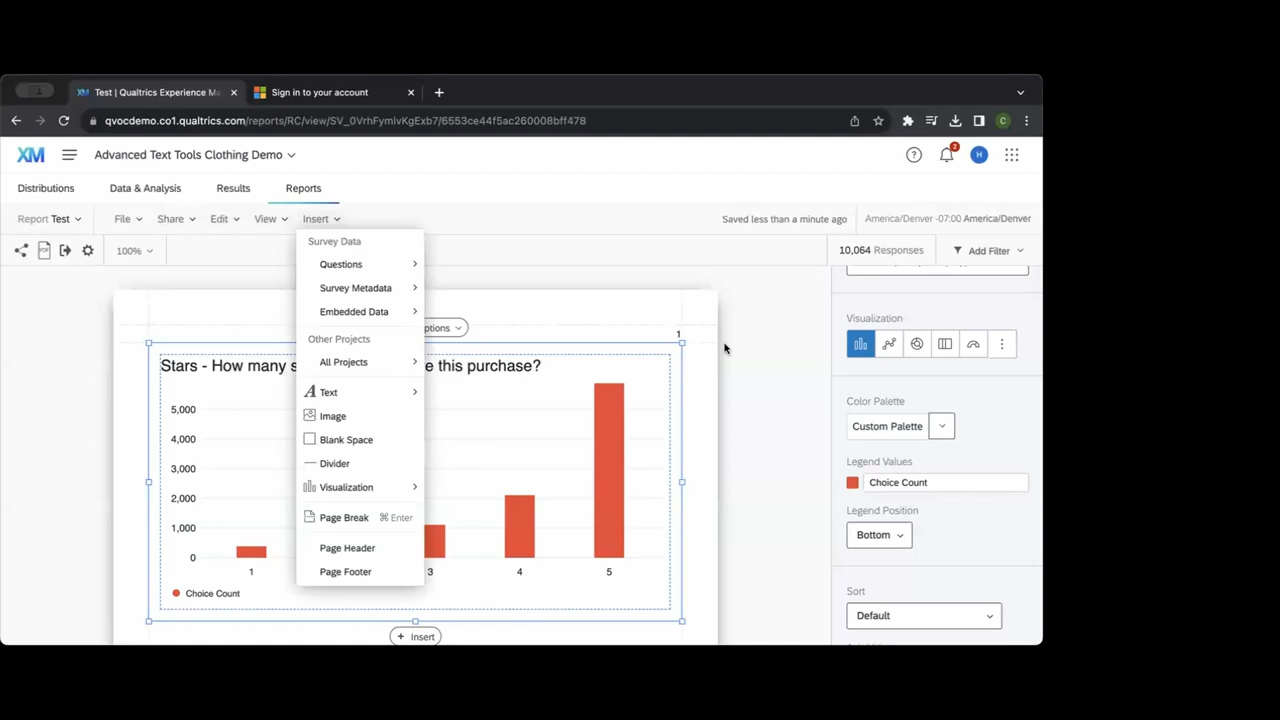 Test | Qualtrics Experience Ma
Sign in to your account
qvocdemo.co1.qualtrics.com/reports/RC/view/SV_0VrhFymIvKgExb7/6553ce44f5ac260008bff478
C
XM
Advanced Text Tools Clothing Demo
2
H
Distributions
Data & Analysis
Results
Reports
Report Test
File
Share
Edit
View
Insert
Saved less than a minute ago
America/Denver -07:00 America/Denver
PDF
100%
10,064 Responses
Add Filter
Survey Data
Questions
Survey Metadata
Embedded Data
Other Projects
All Projects
Text
Image
Blank Space
Divider
Visualization
Page Break ⌘ Enter
Page Header
Page Footer
ptions
1
Stars - How many s
e this purchase?
5,000
4,000
3,000
2,000
1,000
0
1
3
4
5
Choice Count
+ Insert
Visualization
Color Palette
Custom Palette
Legend Values
Choice Count
Legend Position
Bottom
Sort
Default